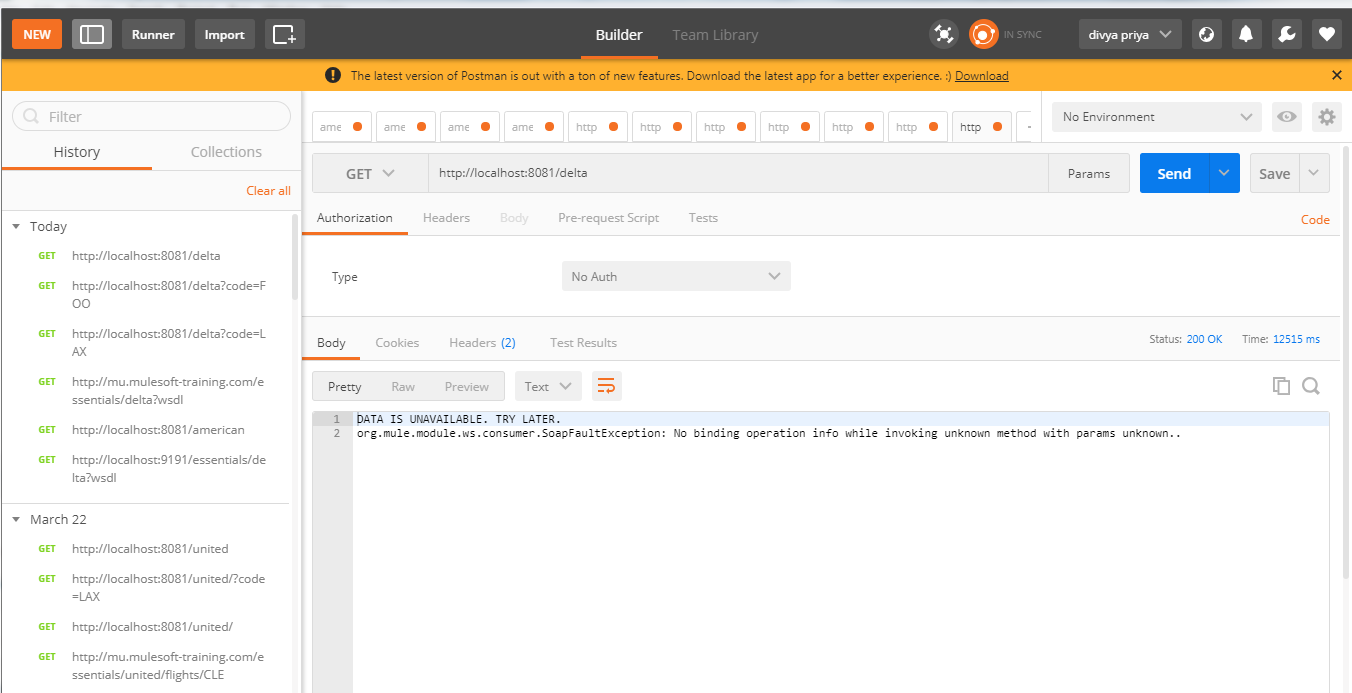 NEW
Runner
Import
Builder
Team Library
IN SYNC
divya priya
The latest version of Postman is out with a ton of new features. Download the latest app for a better experience. :) Download
Filter
History
Collections
Clear all
Today
GET http://localhost:8081/delta
GET http://localhost:8081/delta?code=F
OO
GET http://localhost:8081/delta?code=L
AX
GET http://mu.mulesoft-training.com/e
ssentials/delta?wsdl
GET http://localhost:8081/american
GET http://localhost:9191/essentials/de
lta?wsdl
March 22
GET http://localhost:8081/united
GET http://localhost:8081/united/?code
=LAX
GET http://localhost:8081/united/
GET http://mu.mulesoft-training.com/e
ssentials/united/flights/CLE
ame
ame
ame
ame
http
http
http
http
http
http
http
No Environment
GET
http://localhost:8081/delta
Params
Send
Save
Authorization
Headers
Body
Pre-request Script
Tests
Code
Type
No Auth
Body
Cookies
Headers (2)
Test Results
Status: 200 OK
Time: 12515 ms
Pretty
Raw
Preview
Text
1 DATA IS UNAVAILABLE. TRY LATER.
2 org.mule.module.ws.consumer.SoapFaultException: No binding operation info while invoking unknown method with params unknown..